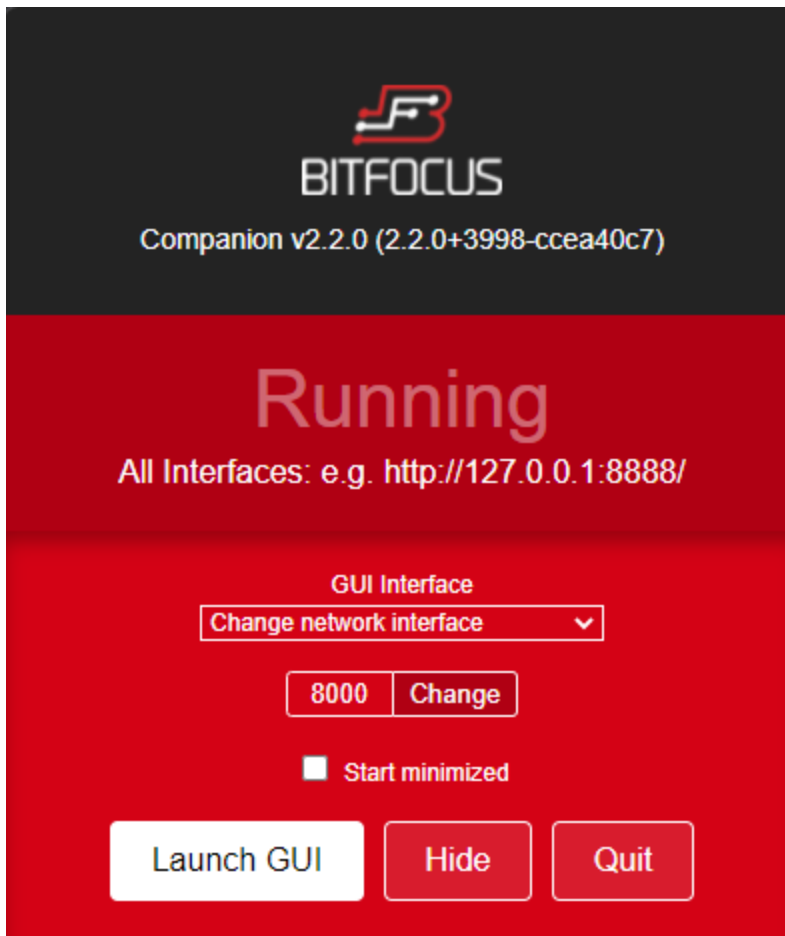 BITFOCUS
Companion v2.2.0 (2.2.0+3998-ccea40c7)
Running
All Interfaces: e.g. http://127.0.0.1:8888/
GUI Interface
Change network interface
8000 Change
Start minimized
Launch GUI Hide Quit